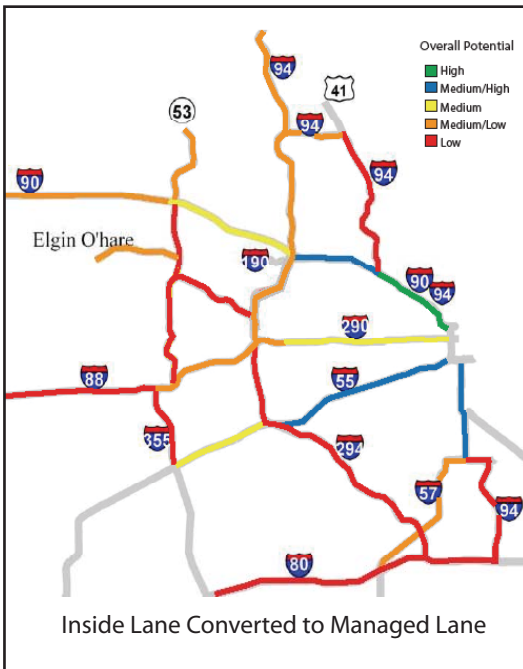 Overall Potential
High
Medium/High
Medium
Medium/Low
Low
94
41
53
94
94
90
Elgin O'hare
190
90
94
290
88
55
355
294
57
94
80
Inside Lane Converted to Managed Lane